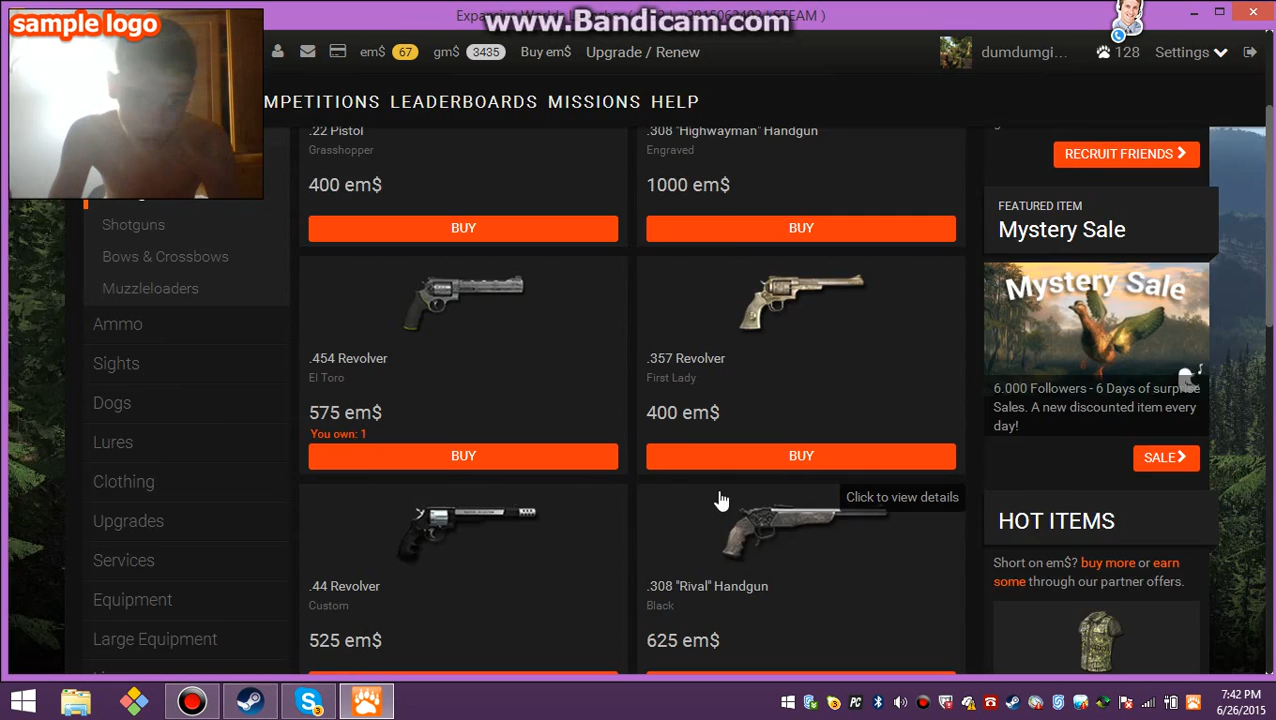 sample logo
www.Bandicam.com
STEAM )
em$ 67 gm$ 3435 Buy em$ Upgrade / Renew
dumdumgi... 128 Settings
MPETITIONS LEADERBOARDS MISSIONS HELP
.22 Pistol
Grasshopper
400 em$
BUY
.308 "Highwayman" Handgun
Engraved
1000 em$
BUY
Shotguns
Bows & Crossbows
Muzzleloaders
Ammo
Sights
Dogs
Lures
Clothing
Upgrades
Services
Equipment
Large Equipment
.454 Revolver
El Toro
575 em$
You own: 1
BUY
.357 Revolver
First Lady
400 em$
BUY
Click to view details
.44 Revolver
Custom
525 em$
.308 "Rival" Handgun
Black
625 em$
RECRUIT FRIENDS
FEATURED ITEM
Mystery Sale
Mystery Sale
6.000 Followers - 6 Days of surprise
Sales. A new discounted item every
day!
SALE
HOT ITEMS
Short on em$? buy more or earn
some through our partner offers.
7:42 PM
6/26/2015